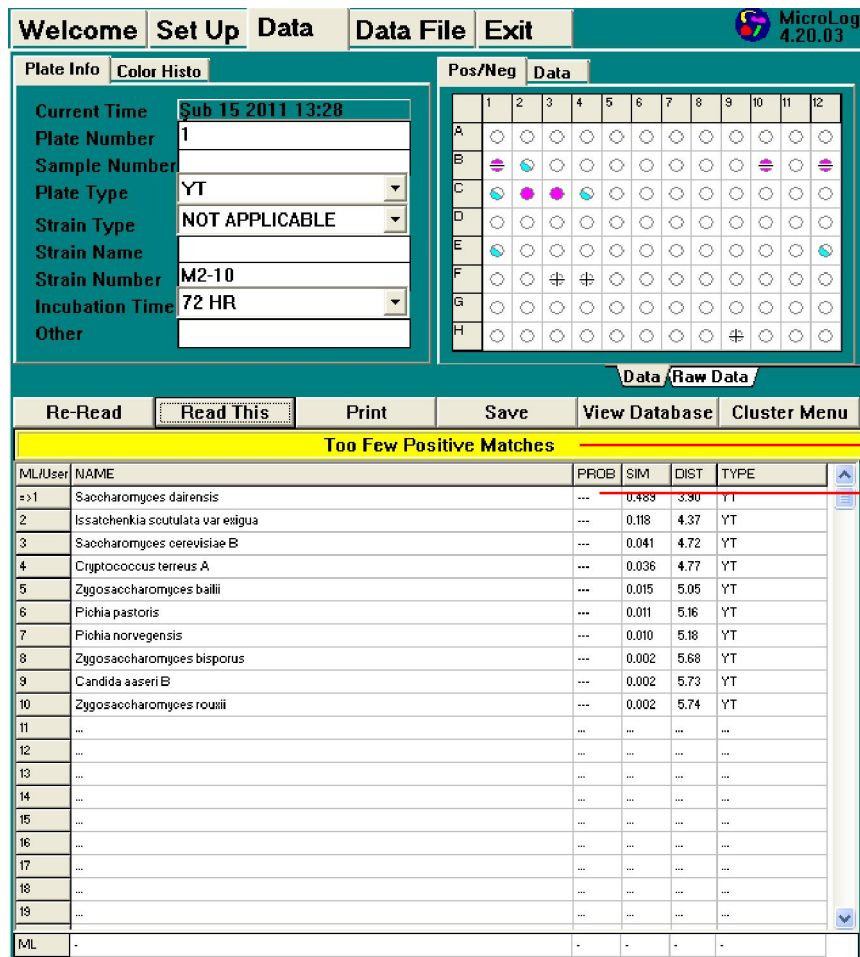 Welcome Set Up Data Data File Exit MicroLog 4.20.03
Plate Info Color Histo
Current Time Şub 15 2011 13:28
Plate Number 1
Sample Number
Plate Type YT
Strain Type NOT APPLICABLE
Strain Name
Strain Number M2-10
Incubation Time 72 HR
Other
Pos/Neg Data
1 2 3 4 5 6 7 8 9 10 11 12
A
B
C
D
E
F
G
H
Data Raw Data
Re-Read Read This Print Save View Database Cluster Menu
Too Few Positive Matches
ML/User NAME PROB SIM DIST TYPE
=>1 Saccharomyces dairensis --- 0.489 3.90 YT
2 Issatchenkia scutulata var exigua --- 0.118 4.37 YT
3 Saccharomyces cerevisiae B --- 0.041 4.72 YT
4 Cryptococcus terreus A --- 0.036 4.77 YT
5 Zygosaccharomyces bailii --- 0.015 5.05 YT
6 Pichia pastoris --- 0.011 5.16 YT
7 Pichia norvegensis --- 0.010 5.18 YT
8 Zygosaccharomyces bisporus --- 0.002 5.68 YT
9 Candida aaseri B --- 0.002 5.73 YT
10 Zygosaccharomyces rouxii --- 0.002 5.74 YT
11 ... ... ... ... ...
12 ... ... ... ... ...
13 ... ... ... ... ...
14 ... ... ... ... ...
15 ... ... ... ... ...
16 ... ... ... ... ...
17 ... ... ... ... ...
18 ... ... ... ... ...
19 ... ... ... ... ...
ML - - - - -